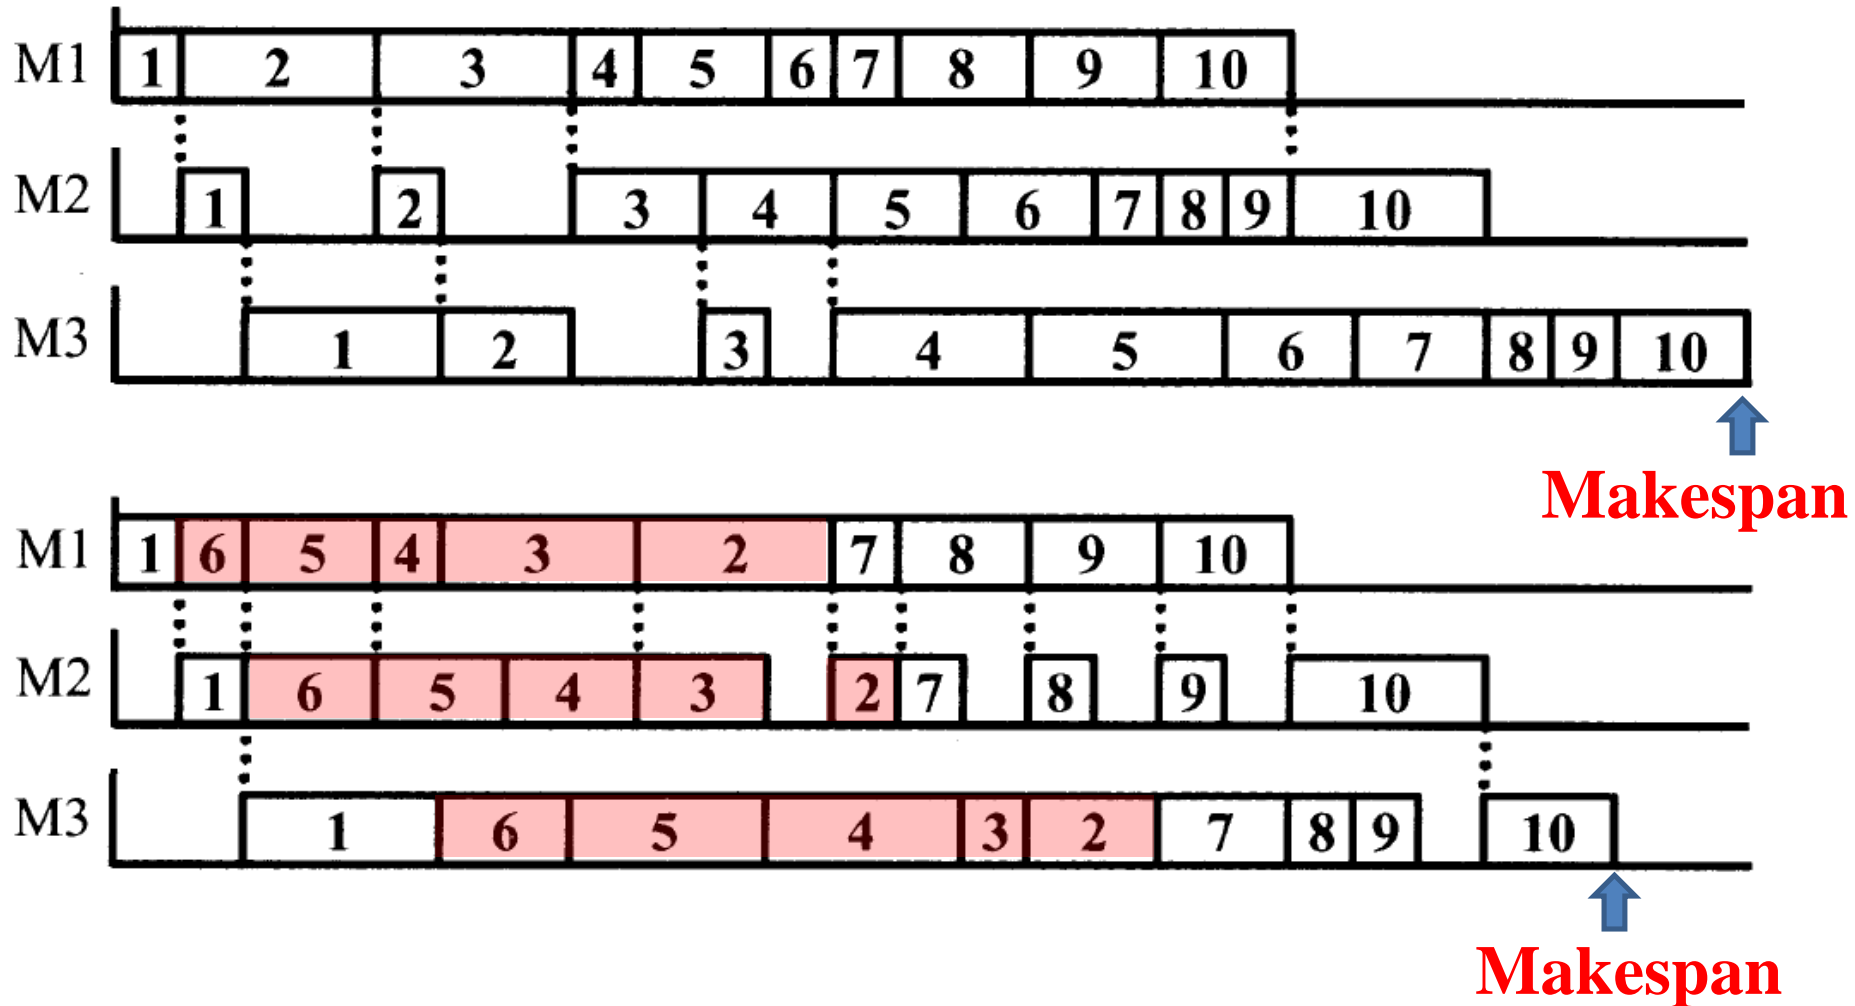 M1 1 2 3 4 5 6 7 8 9 10
M2 1 2 3 4 5 6 7 8 9 10
M3 1 2 3 4 5 6 7 8 9 10
Makespan
M1 1 6 5 4 3 2 7 8 9 10
M2 1 6 5 4 3 2 7 8 9 10
M3 1 6 5 4 3 2 7 8 9 10
Makespan